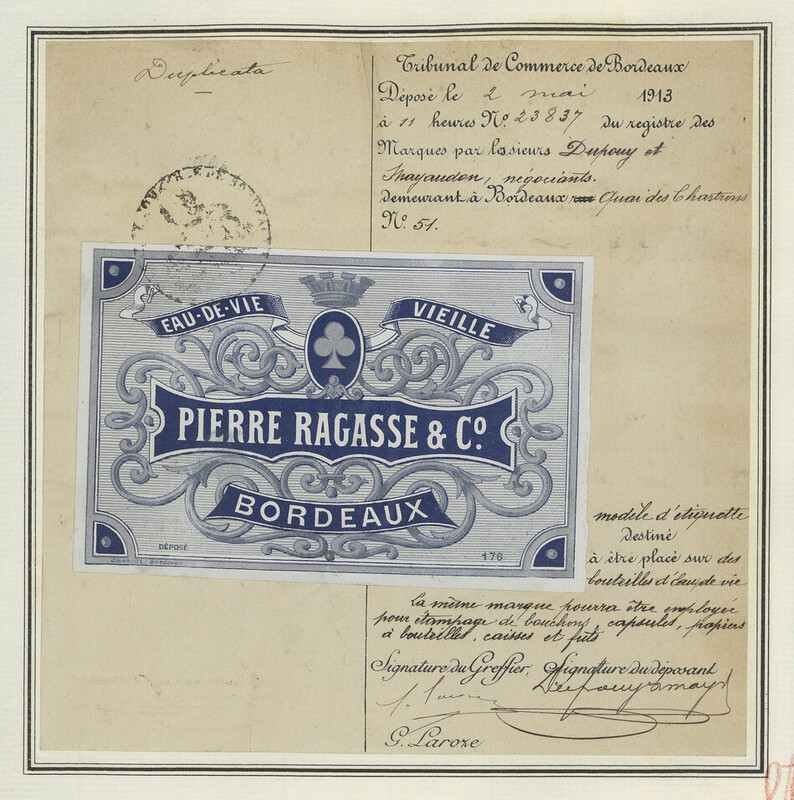 Duplicata
Tribunal de Commerce de Bordeaux
Déposé le 2 mai 1913
à 11 heures No. 23837 du registre des
Marques par les sieurs Dupouy et
négociants.
demeurant à Bordeaux Quai des Chartrons
No. 51.
EAU-DE-VIE VIEILLE
PIERRE RAGASSE & Co.
BORDEAUX
DÉPOSÉ 176
modèle d'étiquette
destiné
à être placé sur des
bouteilles d'Eau de vie
La même marque pourra être employée
pour étampage de bouchons, capsules, papiers
à bouteilles, caisses et fûts
Signature du Greffier, Signature du déposant
G. Laroze